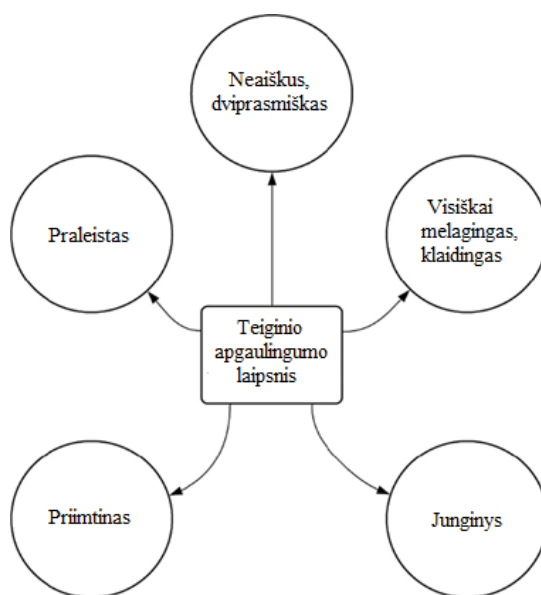 Neaiškus,
dviprasmiškas
Praleistas
Visiškai
melagingas,
klaidingas
Teiginio
apgaulingumo
laipsnis
Priimtinas
Junginys